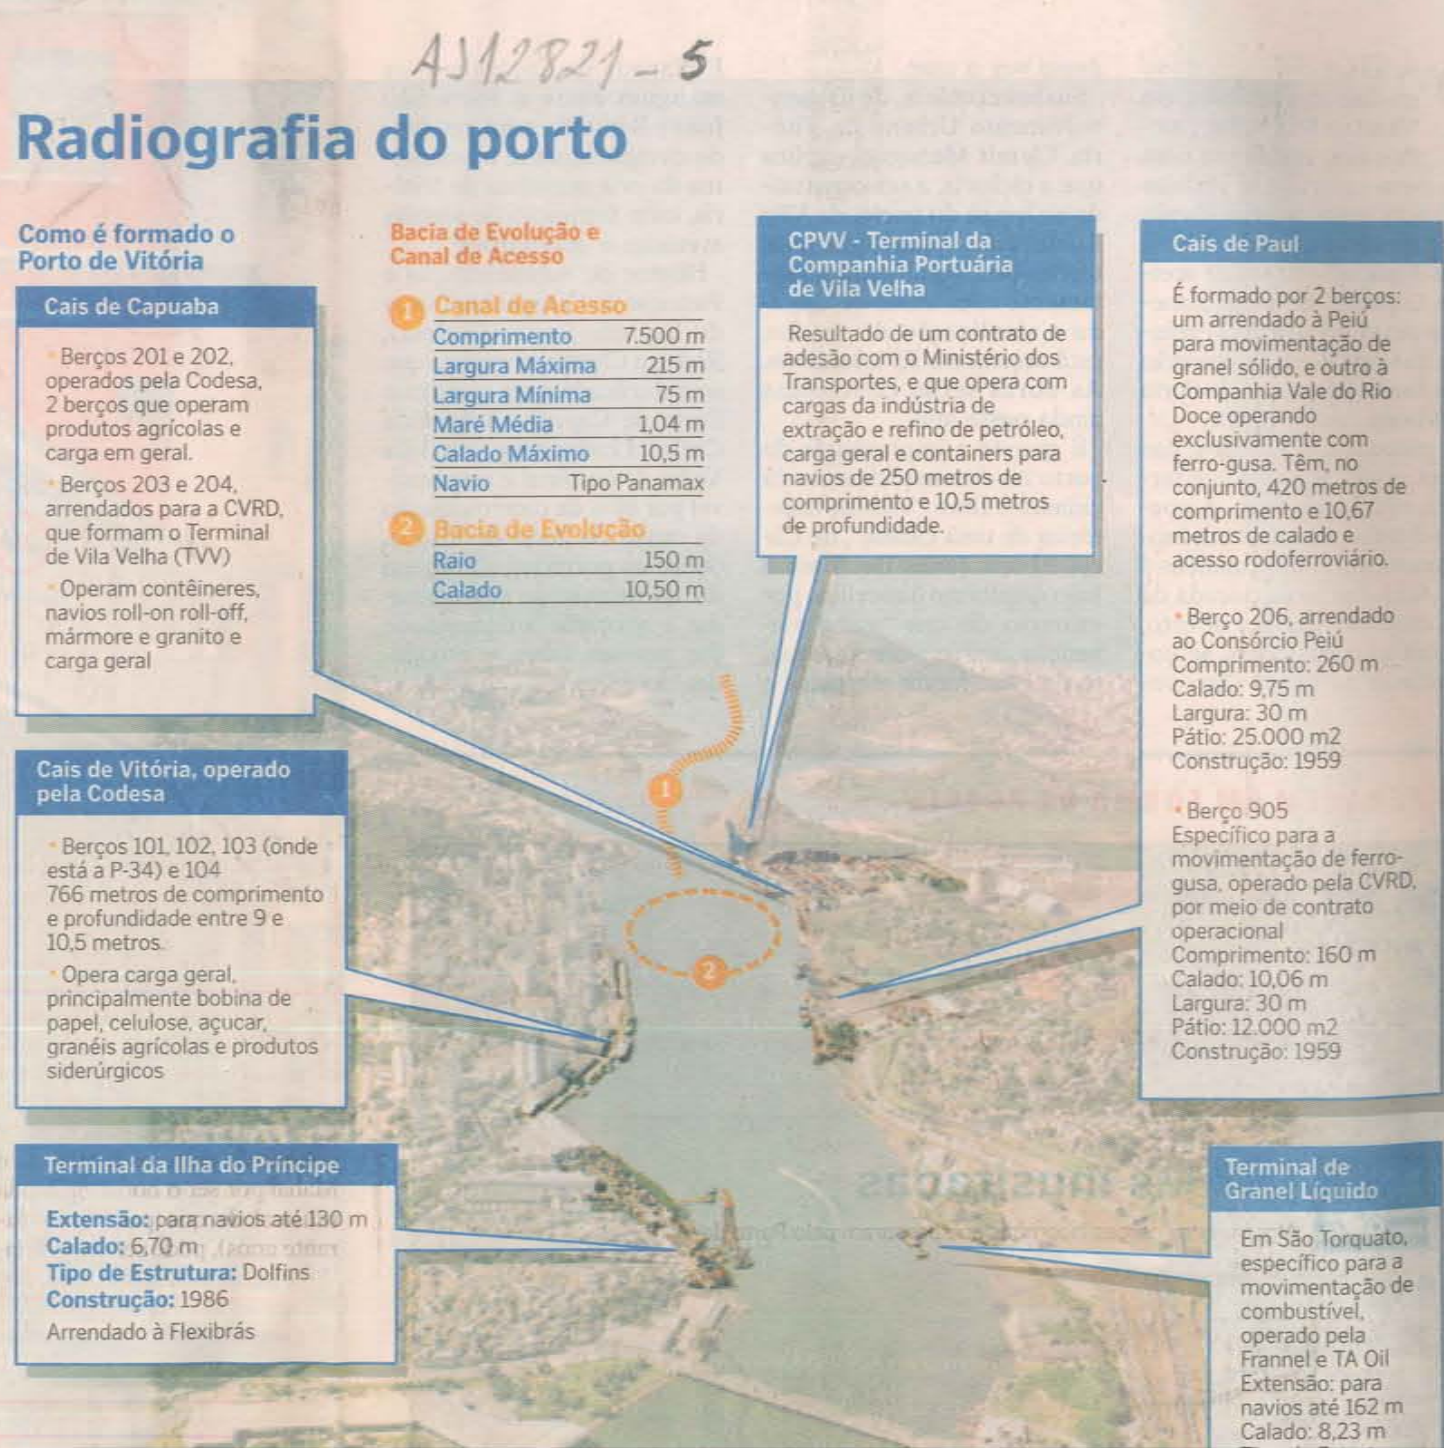 AJ12821-5
Radiografia do porto
Como é formado o
Porto de Vitória
Cais de Capuaba
• Berços 201 e 202,
operados pela Codesa,
2 berços que operam
produtos agrícolas e
carga em geral.
• Berços 203 e 204,
arrendados para a CVRD,
que formam o Terminal
de Vila Velha (TVV)
• Operam contêineres,
navios roll-on roll-off,
mármore e granito e
carga geral
Cais de Vitória, operado
pela Codesa
• Berços 101, 102, 103 (onde
está a P-34) e 104
766 metros de comprimento
e profundidade entre 9 e
10,5 metros.
• Opera carga geral,
principalmente bobina de
papel, celulose, açucar,
granéis agrícolas e produtos
siderúrgicos
Terminal da Ilha do Príncipe
Extensão: para navios até 130 m
Calado: 6,70 m
Tipo de Estrutura: Dolfins
Construção: 1986
Arrendado à Flexibrás
Bacia de Evolução e
Canal de Acesso
1 Canal de Acesso
Comprimento 7.500 m
Largura Máxima 215 m
Largura Mínima 75 m
Maré Média 1,04 m
Calado Máximo 10,5 m
Navio Tipo Panamax
2 Bacia de Evolução
Raio 150 m
Calado 10,50 m
1
2
CPVV - Terminal da
Companhia Portuária
de Vila Velha
Resultado de um contrato de
adesão com o Ministério dos
Transportes, e que opera com
cargas da indústria de
extração e refino de petróleo,
carga geral e containers para
navios de 250 metros de
comprimento e 10,5 metros
de profundidade.
Cais de Paul
É formado por 2 berços:
um arrendado à Peiú
para movimentação de
granel sólido, e outro à
Companhia Vale do Rio
Doce operando
exclusivamente com
ferro-gusa. Têm, no
conjunto, 420 metros de
comprimento e 10,67
metros de calado e
acesso rodoferroviário.
• Berço 206, arrendado
ao Consórcio Peiú
Comprimento: 260 m
Calado: 9,75 m
Largura: 30 m
Pátio: 25.000 m2
Construção: 1959
• Berço 905
Específico para a
movimentação de ferro-
gusa, operado pela CVRD,
por meio de contrato
operacional
Comprimento: 160 m
Calado: 10,06 m
Largura: 30 m
Pátio: 12.000 m2
Construção: 1959
Terminal de
Granel Líquido
Em São Torquato,
específico para a
movimentação de
combustível,
operado pela
Frannel e TA Oil
Extensão: para
navios até 162 m
Calado: 8,23 m